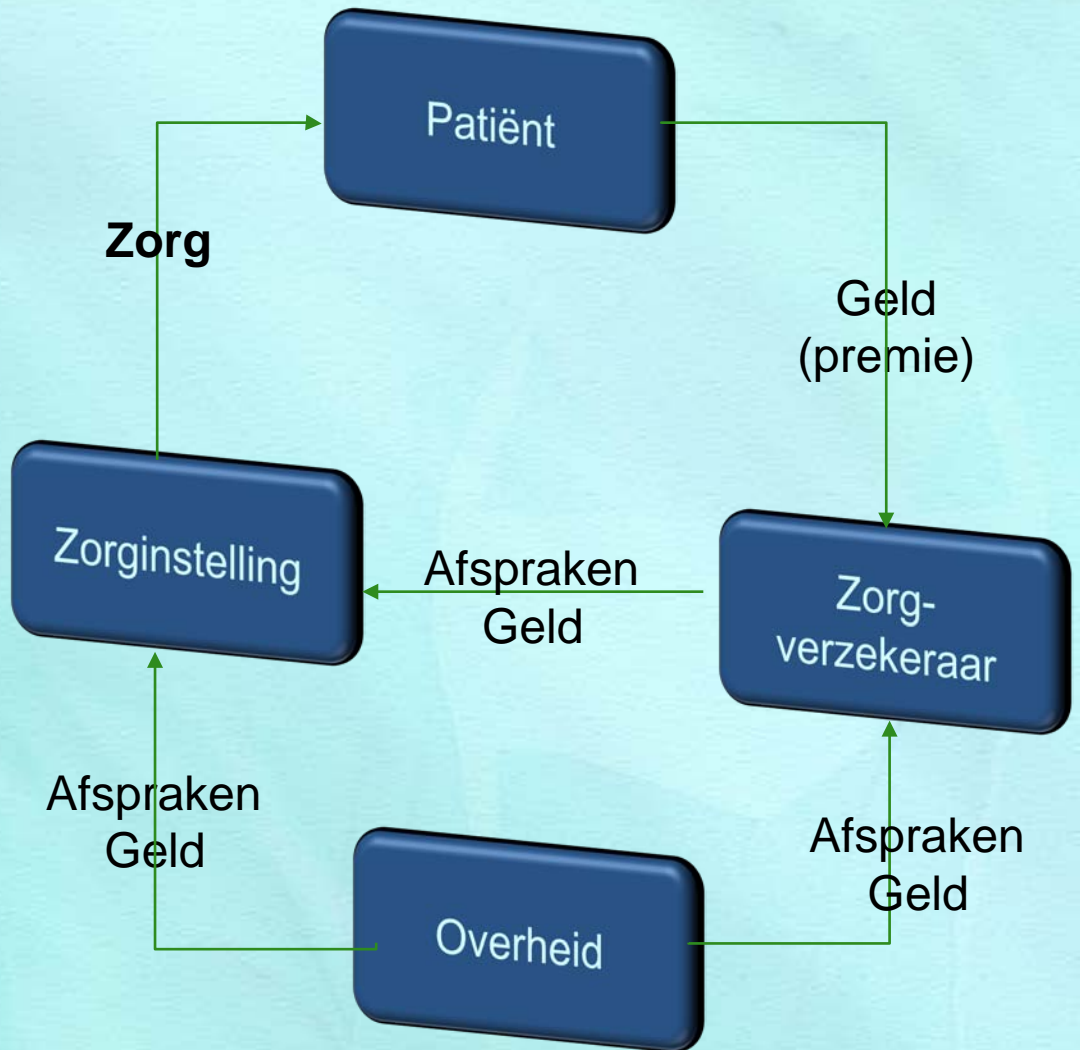 Patiënt
Zorg
Geld
(premie)
Zorginstelling
Afspraken
Geld
Zorg-
verzekeraar
Afspraken
Geld
Overheid
Afspraken
Geld